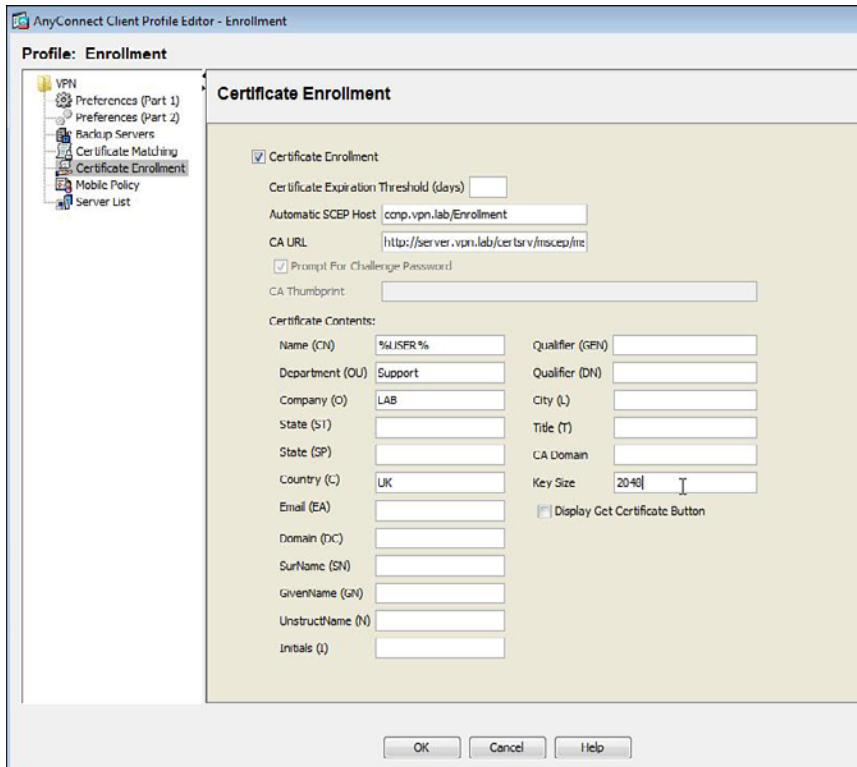 AnyConnect Client Profile Editor - Enrollment
Profile: Enrollment
VPN
Preferences (Part 1)
Preferences (Part 2)
Backup Servers
Certificate Matching
Certificate Enrollment
Mobile Policy
Server List
Certificate Enrollment
Certificate Enrollment
Certificate Expiration Threshold (days)
Automatic SCEP Host ccnp.vpn.lab/Enrollment
CA URL http://server.vpn.lab/certsrv/mscep/ms
Prompt For Challenge Password
CA Thumbprint
Certificate Contents:
Name (CN) %USER% Qualifier (GEN)
Department (OU) Support Qualifier (DN)
Company (O) LAB City (L)
State (ST) Title (T)
State (SP) CA Domain
Country (C) UK Key Size 2048
Email (EA) Display Get Certificate Button
Domain (DC)
SurName (SN)
GivenName (GN)
UnstructName (N)
Initials (I)
OK Cancel Help